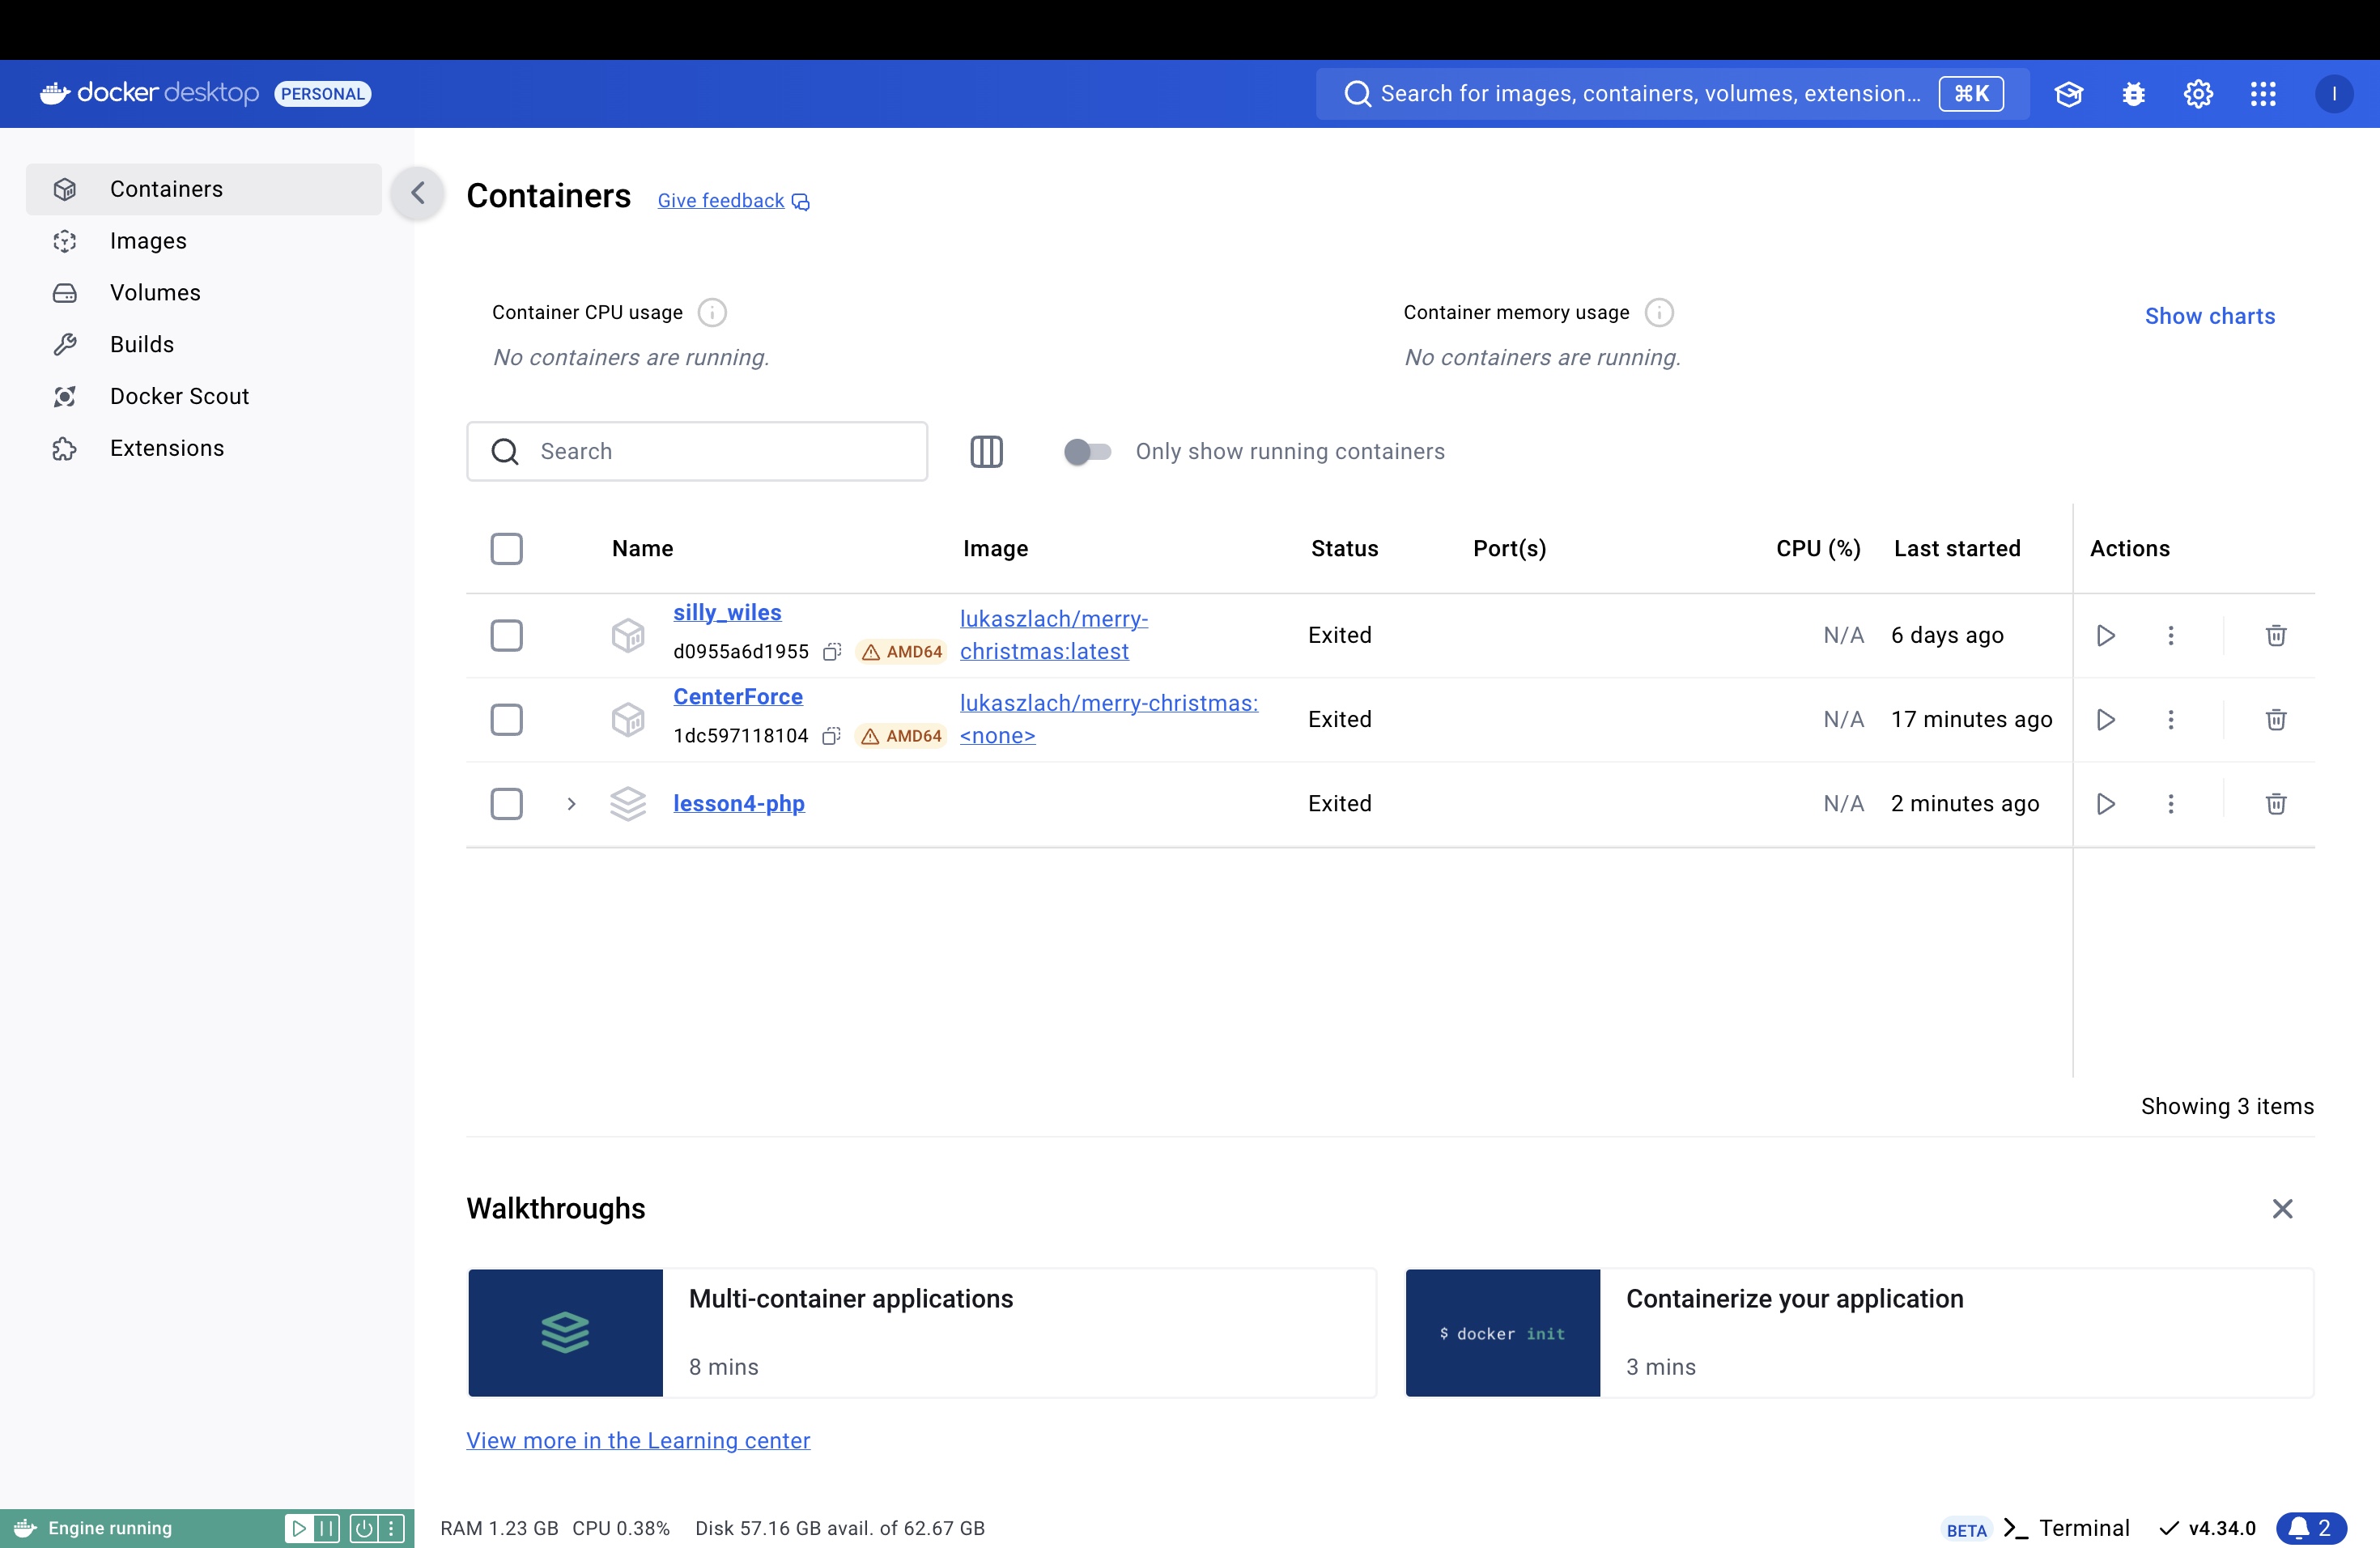 docker desktop PERSONAL
Search for images, containers, volumes, extension... ⌘K
I
Containers
Images
Volumes
Builds
Docker Scout
Extensions
Containers Give feedback
Container CPU usage
No containers are running.
Container memory usage
No containers are running.
Show charts
Search
Only show running containers
Name Image Status Port(s) CPU (%) Last started Actions
silly_wiles
d0955a6d1955 AMD64
lukaszlach/merry-
christmas:latest
Exited N/A 6 days ago
CenterForce
1dc597118104 AMD64
lukaszlach/merry-christmas:
<none>
Exited N/A 17 minutes ago
lesson4-php Exited N/A 2 minutes ago
Showing 3 items
Walkthroughs
Multi-container applications
8 mins
$ docker init
Containerize your application
3 mins
View more in the Learning center
Engine running
RAM 1.23 GB CPU 0.38% Disk 57.16 GB avail. of 62.67 GB
BETA >_ Terminal v4.34.0 2